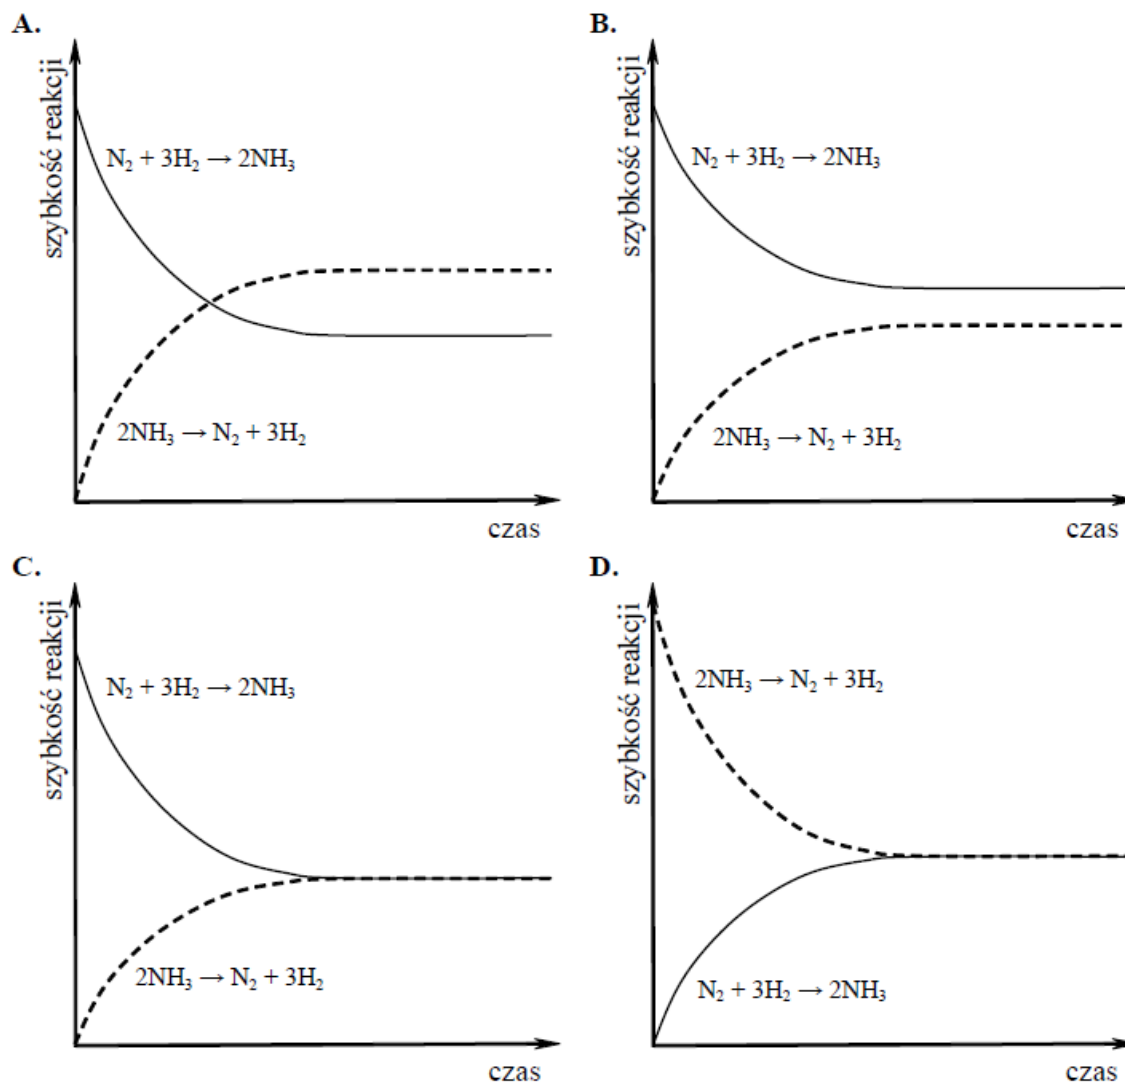 A.
szybkość reakcji
N₂ + 3H₂ → 2NH₃
2NH₃ → N₂ + 3H₂
czas
B.
szybkość reakcji
N₂ + 3H₂ → 2NH₃
2NH₃ → N₂ + 3H₂
czas
C.
szybkość reakcji
N₂ + 3H₂ → 2NH₃
2NH₃ → N₂ + 3H₂
czas
D.
szybkość reakcji
2NH₃ → N₂ + 3H₂
N₂ + 3H₂ → 2NH₃
czas